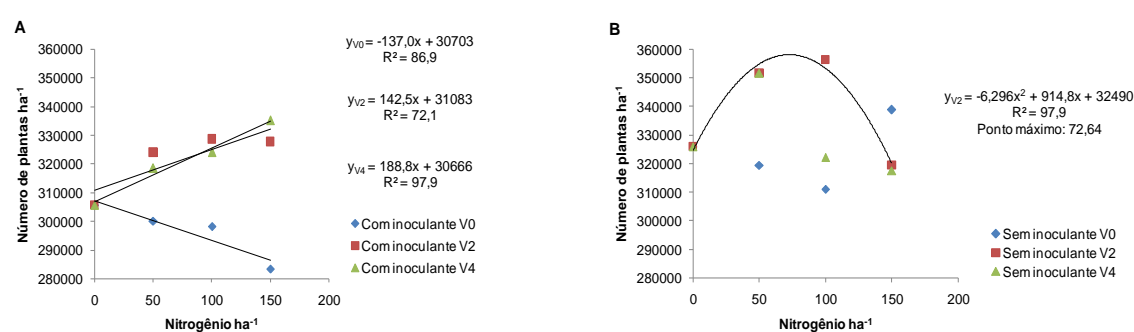 A
360000
350000
340000
330000
320000
310000
300000
290000
280000
0
50
100
150
200
Número de plantas ha-1
Nitrogênio ha-1
yV0 = -137,0x + 30703
R² = 86,9
yV2 = 142,5x + 31083
R² = 72,1
yV4 = 188,8x + 30666
R² = 97,9
Com inoculante V0
Com inoculante V2
Com inoculante V4
B
360000
350000
340000
330000
320000
310000
300000
290000
280000
0
50
100
150
200
Número de plantas ha-1
Nitrogênio ha-1
yV2 = -6,296x² + 914,8x + 32490
R² = 97,9
Ponto máximo: 72,64
Sem inoculante V0
Sem inoculante V2
Sem inoculante V4